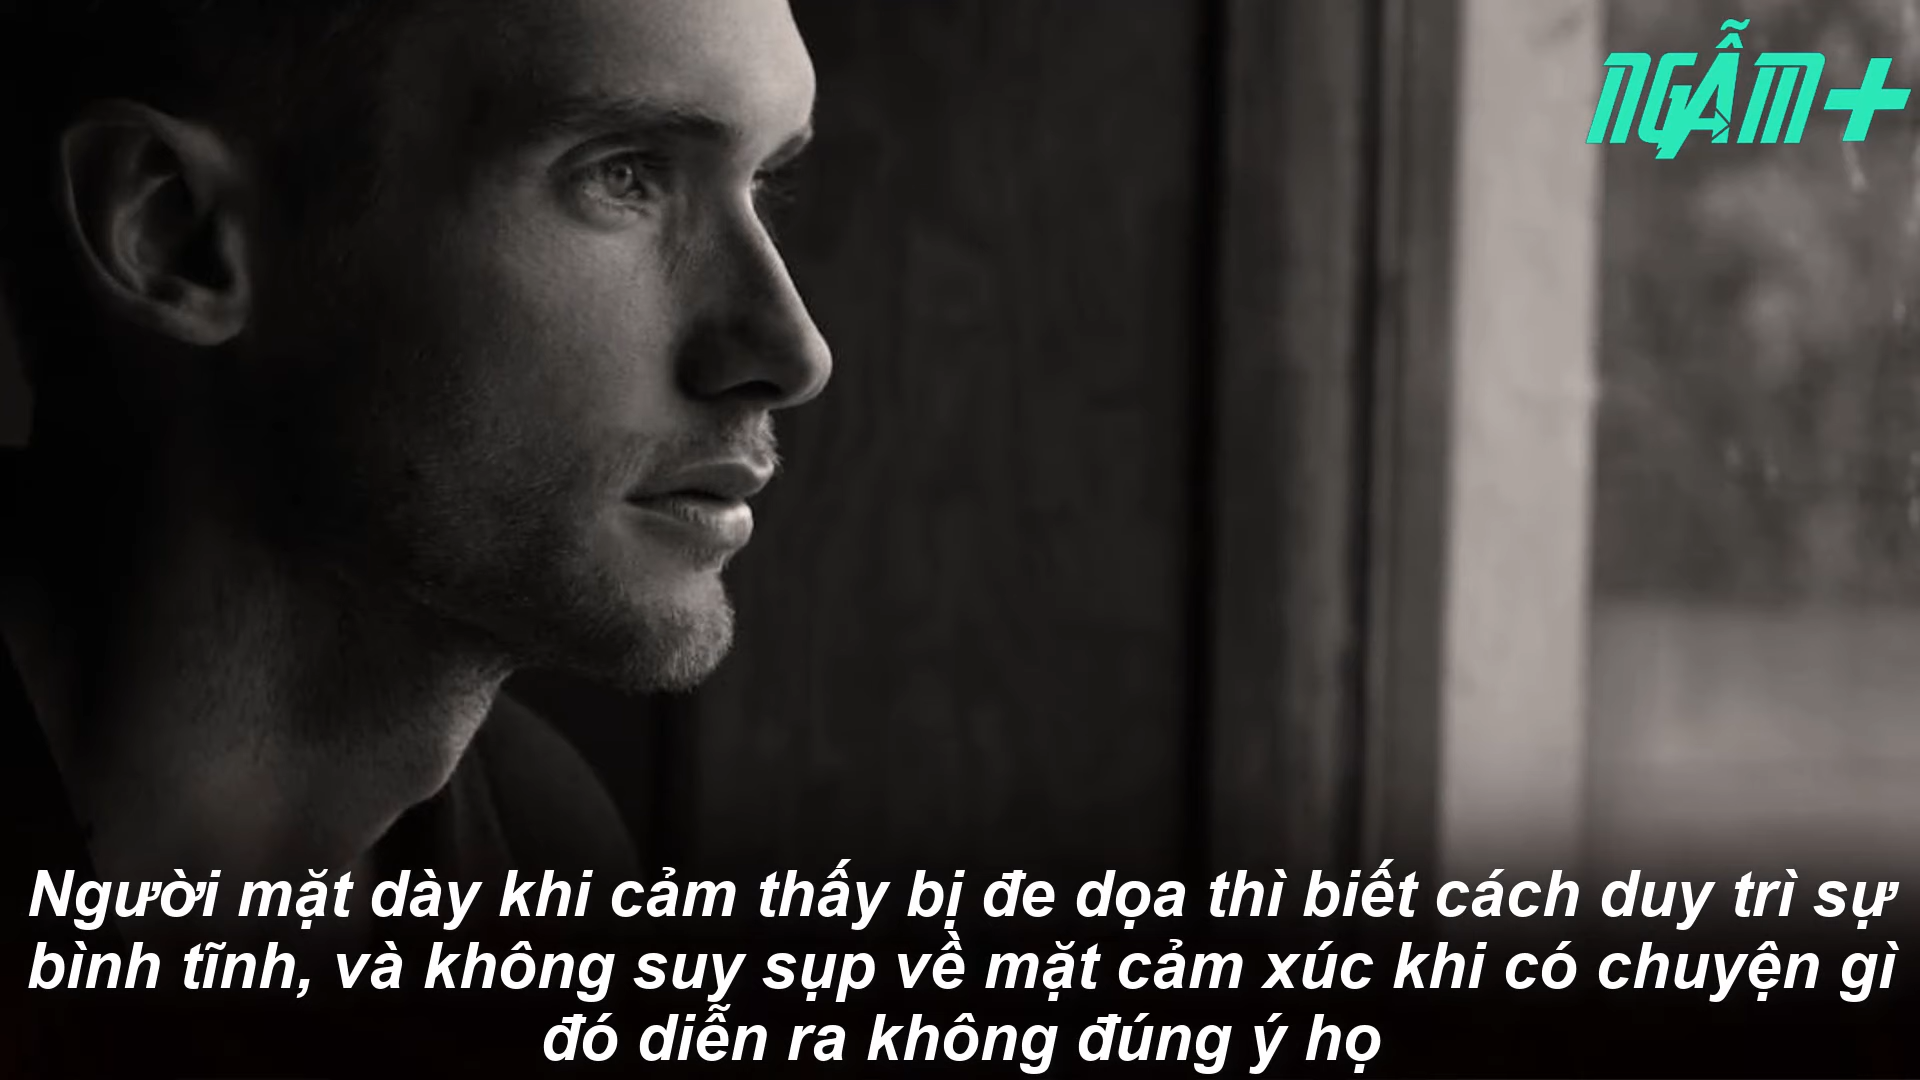 NGẪM+
Người mặt dày khi cảm thấy bị đe dọa thì biết cách duy trì sự
bình tĩnh, và không suy sụp về mặt cảm xúc khi có chuyện gì
đó diễn ra không đúng ý họ